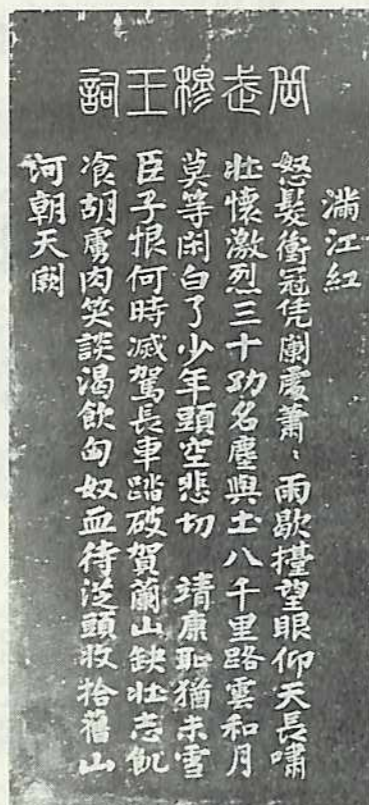 岳武穆王詞
滿江紅
怒髮衝冠凭闌處蕭〻雨歇擡望眼仰天長嘯
壯懷激烈三十功名塵與土八千里路雲和月
莫等閑白了少年頭空悲切　靖康恥猶未雪
臣子恨何時滅駕長車踏破賀蘭山缺壯志飢
飡胡虜肉笑談渴飲匈奴血待從頭收拾舊山
河朝天闕